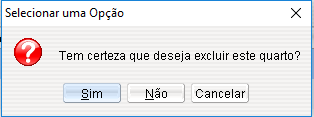 Selecionar uma Opção
Tem certeza que deseja excluir este quarto?
Sim Não Cancelar